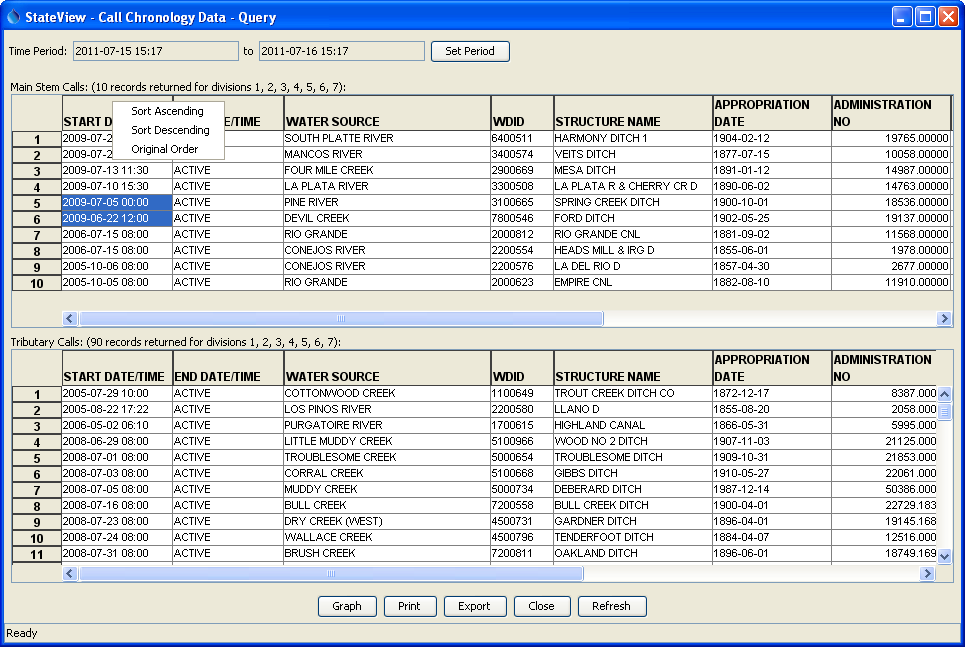 StateView - Call Chronology Data - Query
Time Period: 2011-07-15 15:17 to 2011-07-16 15:17 Set Period
Main Stem Calls: (10 records returned for divisions 1, 2, 3, 4, 5, 6, 7):
START D E/TIME WATER SOURCE WDID STRUCTURE NAME APPROPRIATION DATE ADMINISTRATION NO
Sort Ascending
Sort Descending
Original Order
1 2009-07-2 SOUTH PLATTE RIVER 6400511 HARMONY DITCH 1 1904-02-12 19765.00000
2 2009-07-2 MANCOS RIVER 3400574 VEITS DITCH 1877-07-15 10058.00000
3 2009-07-13 11:30 ACTIVE FOUR MILE CREEK 2900669 MESA DITCH 1891-01-12 14987.00000
4 2009-07-10 15:30 ACTIVE LA PLATA RIVER 3300508 LA PLATA R & CHERRY CR D 1890-06-02 14763.00000
5 2009-07-05 00:00 ACTIVE PINE RIVER 3100665 SPRING CREEK DITCH 1900-10-01 18536.00000
6 2009-06-22 12:00 ACTIVE DEVIL CREEK 7800546 FORD DITCH 1902-05-25 19137.00000
7 2006-07-15 08:00 ACTIVE RIO GRANDE 2000812 RIO GRANDE CNL 1881-09-02 11568.00000
8 2006-07-15 08:00 ACTIVE CONEJOS RIVER 2200554 HEADS MILL & IRG D 1855-06-01 1978.00000
9 2005-10-06 08:00 ACTIVE CONEJOS RIVER 2200576 LA DEL RIO D 1857-04-30 2677.00000
10 2005-10-05 08:00 ACTIVE RIO GRANDE 2000623 EMPIRE CNL 1882-08-10 11910.00000
Tributary Calls: (90 records returned for divisions 1, 2, 3, 4, 5, 6, 7):
START DATE/TIME END DATE/TIME WATER SOURCE WDID STRUCTURE NAME APPROPRIATION DATE ADMINISTRATION NO
1 2005-07-29 10:00 ACTIVE COTTONWOOD CREEK 1100649 TROUT CREEK DITCH CO 1872-12-17 8387.000
2 2005-08-22 17:22 ACTIVE LOS PINOS RIVER 2200580 LLANO D 1855-08-20 2058.000
3 2006-05-02 06:10 ACTIVE PURGATOIRE RIVER 1700615 HIGHLAND CANAL 1866-05-31 5995.000
4 2008-06-29 08:00 ACTIVE LITTLE MUDDY CREEK 5100966 WOOD NO 2 DITCH 1907-11-03 21125.000
5 2008-07-01 08:00 ACTIVE TROUBLESOME CREEK 5000654 TROUBLESOME DITCH 1909-10-31 21853.000
6 2008-07-03 08:00 ACTIVE CORRAL CREEK 5100668 GIBBS DITCH 1910-05-27 22061.000
7 2008-07-05 08:00 ACTIVE MUDDY CREEK 5000734 DEBERARD DITCH 1987-12-14 50386.000
8 2008-07-16 08:00 ACTIVE BULL CREEK 7200558 BULL CREEK DITCH 1900-04-01 22729.183
9 2008-07-23 08:00 ACTIVE DRY CREEK (WEST) 4500731 GARDNER DITCH 1896-04-01 19145.168
10 2008-07-24 08:00 ACTIVE WALLACE CREEK 4500796 TENDERFOOT DITCH 1884-04-07 12516.000
11 2008-07-31 08:00 ACTIVE BRUSH CREEK 7200811 OAKLAND DITCH 1896-06-01 18749.169
Graph Print Export Close Refresh
Ready